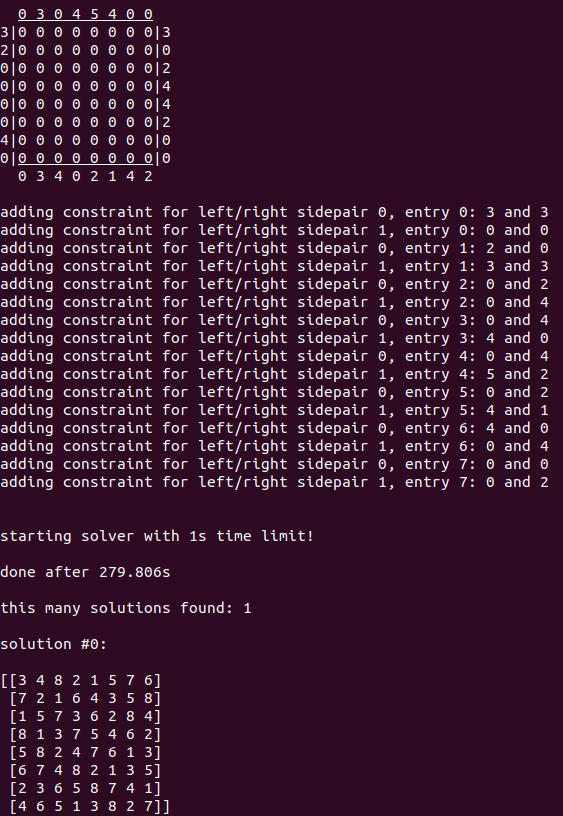 0 3 0 4 5 4 0 0
3|0 0 0 0 0 0 0 0|3
2|0 0 0 0 0 0 0 0|0
0|0 0 0 0 0 0 0 0|2
0|0 0 0 0 0 0 0 0|4
0|0 0 0 0 0 0 0 0|4
0|0 0 0 0 0 0 0 0|2
4|0 0 0 0 0 0 0 0|0
0|0 0 0 0 0 0 0 0|0
0 3 4 0 2 1 4 2
adding constraint for left/right sidepair 0, entry 0: 3 and 3
adding constraint for left/right sidepair 1, entry 0: 0 and 0
adding constraint for left/right sidepair 0, entry 1: 2 and 0
adding constraint for left/right sidepair 1, entry 1: 3 and 3
adding constraint for left/right sidepair 0, entry 2: 0 and 2
adding constraint for left/right sidepair 1, entry 2: 0 and 4
adding constraint for left/right sidepair 0, entry 3: 0 and 4
adding constraint for left/right sidepair 1, entry 3: 4 and 0
adding constraint for left/right sidepair 0, entry 4: 0 and 4
adding constraint for left/right sidepair 1, entry 4: 5 and 2
adding constraint for left/right sidepair 0, entry 5: 0 and 2
adding constraint for left/right sidepair 1, entry 5: 4 and 1
adding constraint for left/right sidepair 0, entry 6: 4 and 0
adding constraint for left/right sidepair 1, entry 6: 0 and 4
adding constraint for left/right sidepair 0, entry 7: 0 and 0
adding constraint for left/right sidepair 1, entry 7: 0 and 2
starting solver with 1s time limit!
done after 279.806s
this many solutions found: 1
solution #0:
[[3 4 8 2 1 5 7 6]
[7 2 1 6 4 3 5 8]
[1 5 7 3 6 2 8 4]
[8 1 3 7 5 4 6 2]
[5 8 2 4 7 6 1 3]
[6 7 4 8 2 1 3 5]
[2 3 6 5 8 7 4 1]
[4 6 5 1 3 8 2 7]]